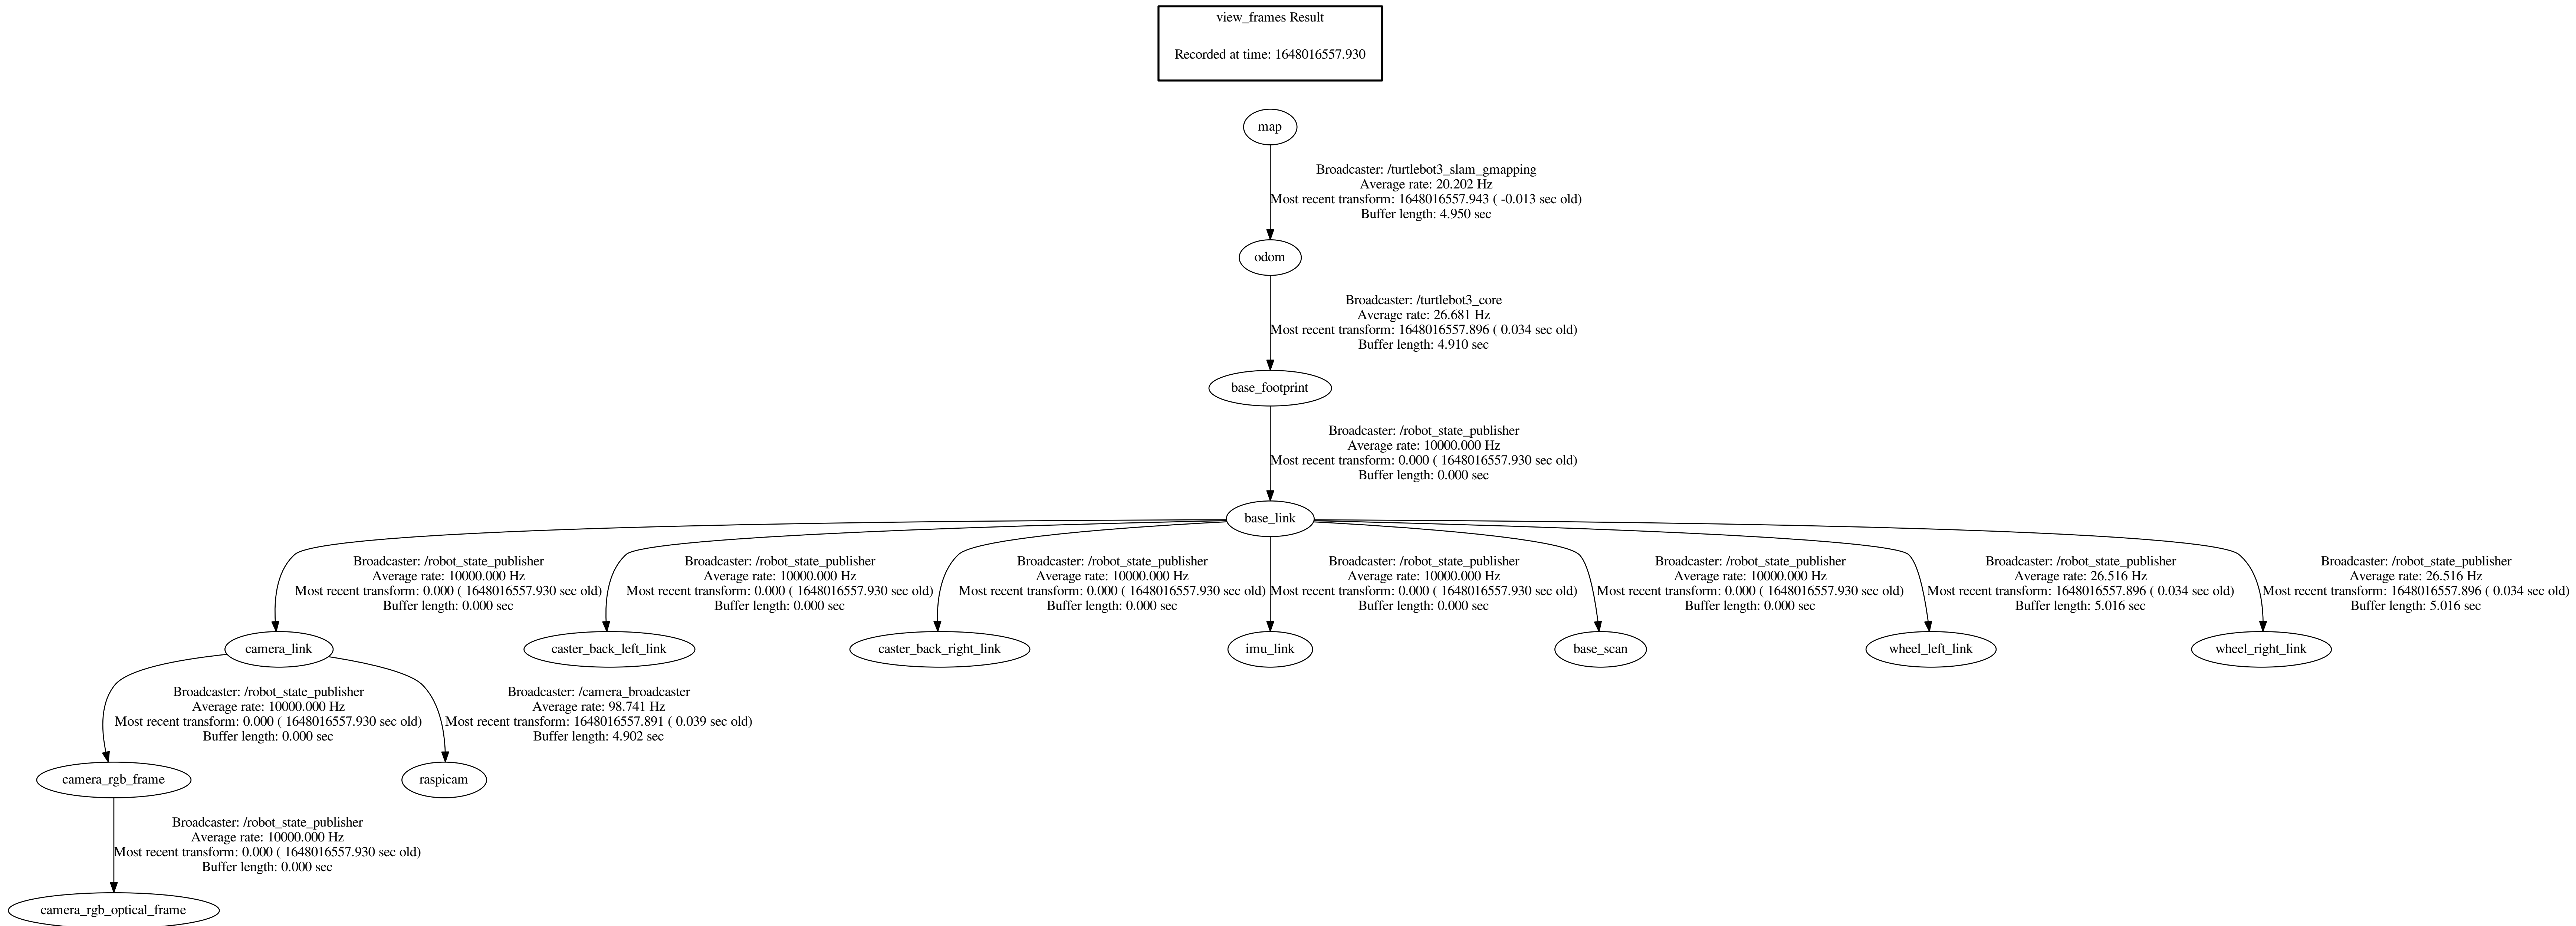 view_frames Result
Recorded at time: 1648016557.930
map
Broadcaster: /turtlebot3_slam_gmapping
Average rate: 20.202 Hz
Most recent transform: 1648016557.943 ( -0.013 sec old)
Buffer length: 4.950 sec
odom
Broadcaster: /turtlebot3_core
Average rate: 26.681 Hz
Most recent transform: 1648016557.896 ( 0.034 sec old)
Buffer length: 4.910 sec
base_footprint
Broadcaster: /robot_state_publisher
Average rate: 10000.000 Hz
Most recent transform: 0.000 ( 1648016557.930 sec old)
Buffer length: 0.000 sec
base_link
Broadcaster: /robot_state_publisher
Average rate: 10000.000 Hz
Most recent transform: 0.000 ( 1648016557.930 sec old)
Buffer length: 0.000 sec
Broadcaster: /robot_state_publisher
Average rate: 10000.000 Hz
Most recent transform: 0.000 ( 1648016557.930 sec old)
Buffer length: 0.000 sec
Broadcaster: /robot_state_publisher
Average rate: 10000.000 Hz
Most recent transform: 0.000 ( 1648016557.930 sec old)
Buffer length: 0.000 sec
Broadcaster: /robot_state_publisher
Average rate: 10000.000 Hz
Most recent transform: 0.000 ( 1648016557.930 sec old)
Buffer length: 0.000 sec
Broadcaster: /robot_state_publisher
Average rate: 10000.000 Hz
Most recent transform: 0.000 ( 1648016557.930 sec old)
Buffer length: 0.000 sec
Broadcaster: /robot_state_publisher
Average rate: 26.516 Hz
Most recent transform: 1648016557.896 ( 0.034 sec old)
Buffer length: 5.016 sec
Broadcaster: /robot_state_publisher
Average rate: 26.516 Hz
Most recent transform: 1648016557.896 ( 0.034 sec old)
Buffer length: 5.016 sec
camera_link
caster_back_left_link
caster_back_right_link
imu_link
base_scan
wheel_left_link
wheel_right_link
Broadcaster: /robot_state_publisher
Average rate: 10000.000 Hz
Most recent transform: 0.000 ( 1648016557.930 sec old)
Buffer length: 0.000 sec
Broadcaster: /camera_broadcaster
Average rate: 98.741 Hz
Most recent transform: 1648016557.891 ( 0.039 sec old)
Buffer length: 4.902 sec
camera_rgb_frame
raspicam
Broadcaster: /robot_state_publisher
Average rate: 10000.000 Hz
Most recent transform: 0.000 ( 1648016557.930 sec old)
Buffer length: 0.000 sec
camera_rgb_optical_frame